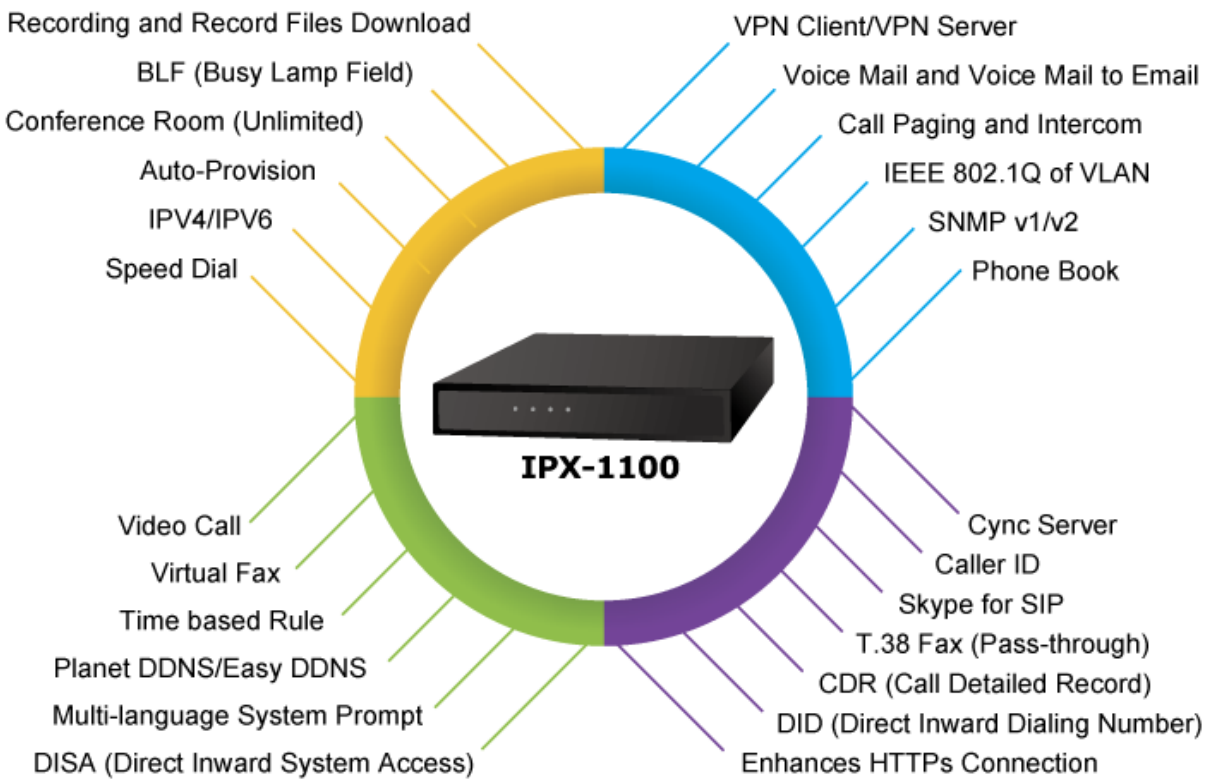 Recording and Record Files Download
BLF (Busy Lamp Field)
Conference Room (Unlimited)
Auto-Provision
IPV4/IPV6
Speed Dial
VPN Client/VPN Server
Voice Mail and Voice Mail to Email
Call Paging and Intercom
IEEE 802.1Q of VLAN
SNMP v1/v2
Phone Book
IPX-1100
Video Call
Virtual Fax
Time based Rule
Planet DDNS/Easy DDNS
Multi-language System Prompt
DISA (Direct Inward System Access)
Cync Server
Caller ID
Skype for SIP
T.38 Fax (Pass-through)
CDR (Call Detailed Record)
DID (Direct Inward Dialing Number)
Enhances HTTPs Connection